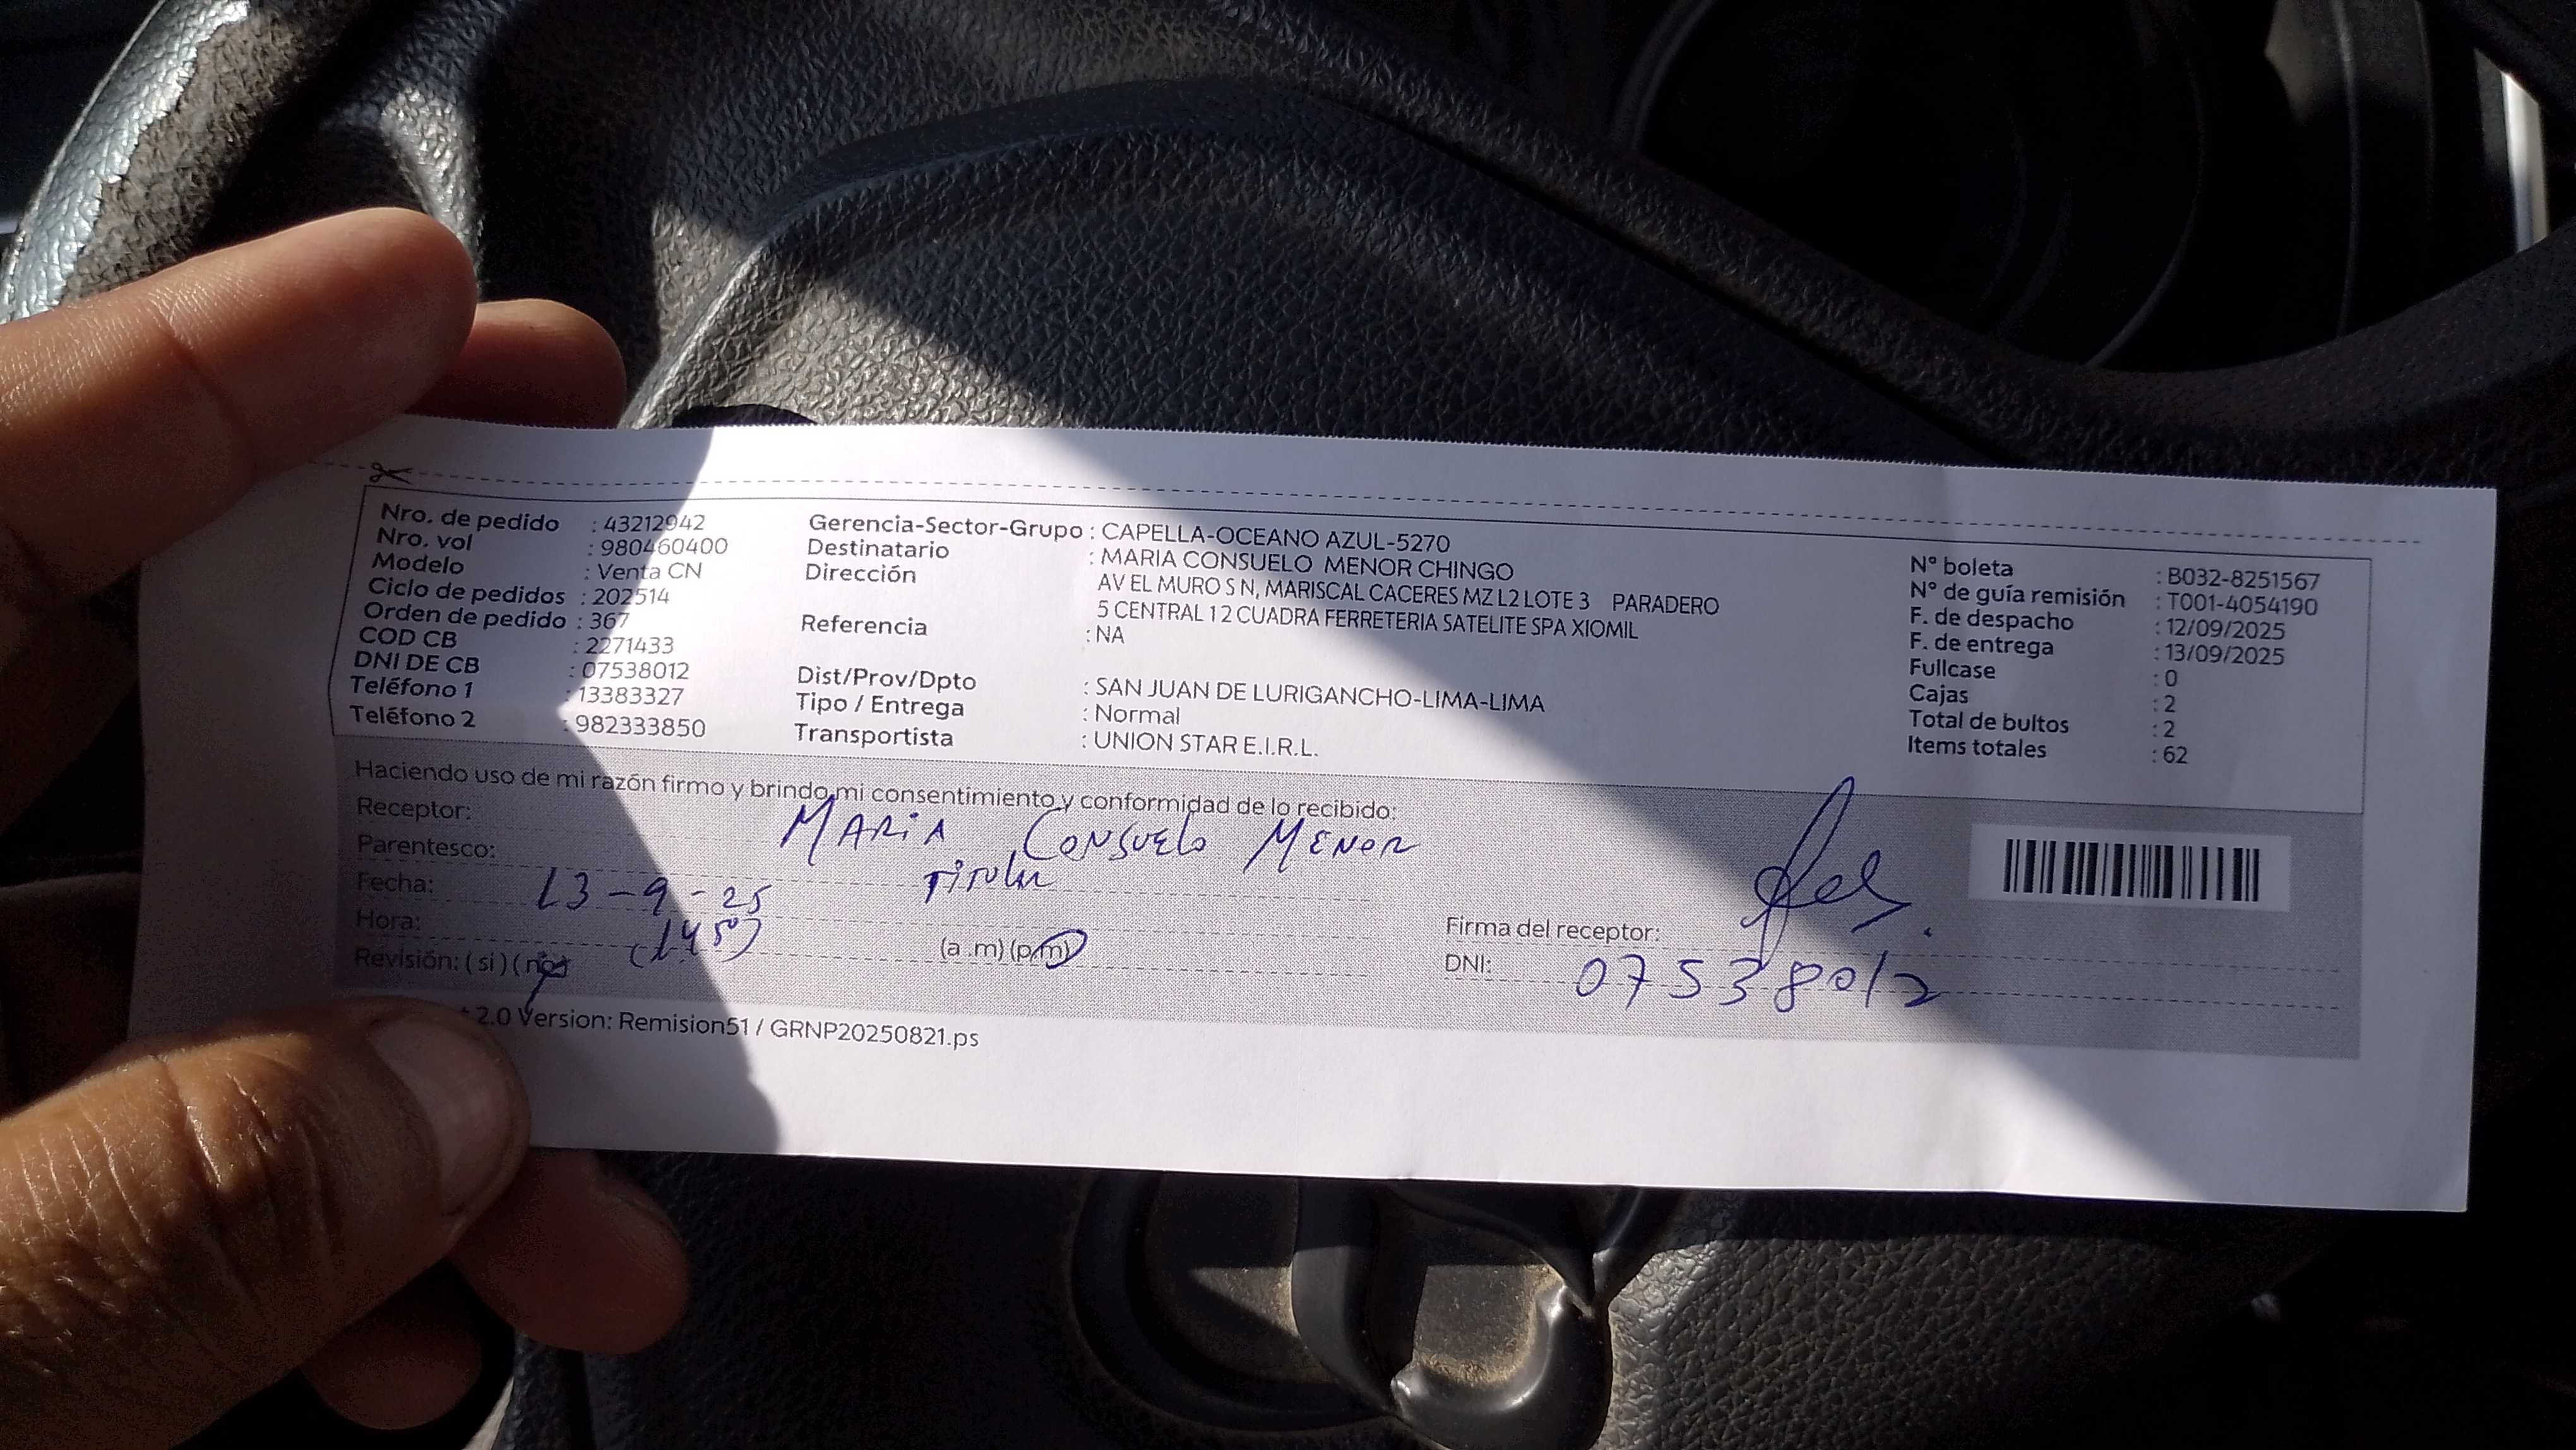 Nro. de pedido : 43212942
Nro. vol : 980460400
Modelo : Venta CN
Ciclo de pedidos : 202514
Orden de pedido : 367
COD CB : 2271433
DNI DE CB : 07538012
Teléfono 1 : 13383327
Teléfono 2 : 982333850
Gerencia-Sector-Grupo : CAPELLA-OCEANO AZUL-5270
Destinatario : MARIA CONSUELO MENOR CHINGO
Dirección AV EL MURO S N, MARISCAL CACERES MZ L2 LOTE 3 PARADERO
5 CENTRAL 12 CUADRA FERRETERIA SATELITE SPA XIOMIL
Referencia : NA
Dist/Prov/Dpto : SAN JUAN DE LURIGANCHO-LIMA-LIMA
Tipo / Entrega : Normal
Transportista : UNION STAR E.I.R.L.
N° boleta : B032-8251567
N° de guía remisión : T001-4054190
F. de despacho : 12/09/2025
F. de entrega : 13/09/2025
Fullcase : 0
Cajas : 2
Total de bultos : 2
Items totales : 62
Haciendo uso de mi razón firmo y brindo mi consentimiento y conformidad de lo recibido:
Receptor: MARIA CONSUELO MENOR
Parentesco: Titular
Fecha: 13-9-25
Hora: (1450) (a .m) (p.m)
Revisión: ( si ) ( no )
Firma del receptor:
DNI: 07538012
2.0 Version: Remision51 / GRNP20250821.ps